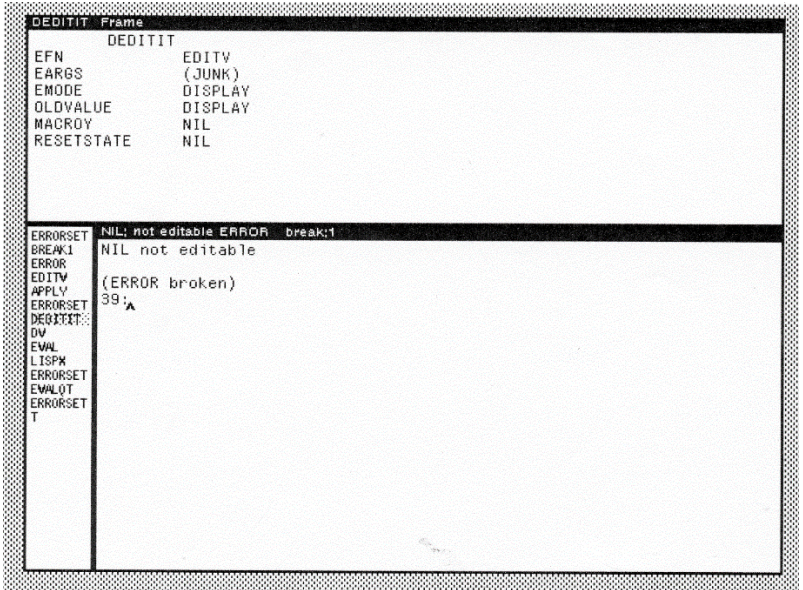 DEDITIT Frame
DEDITIT
EFN EDITV
EARGS (JUNK)
EMODE DISPLAY
OLDVALUE DISPLAY
MACROY NIL
RESETSTATE NIL
NIL: not editable ERROR break:1
ERRORSET
BREAK1
ERROR
EDITV
APPLY
ERRORSET
DEDITIT
DV
EVAL
LISPX
ERRORSET
EVALQT
ERRORSET
T
NIL not editable
(ERROR broken)
39: